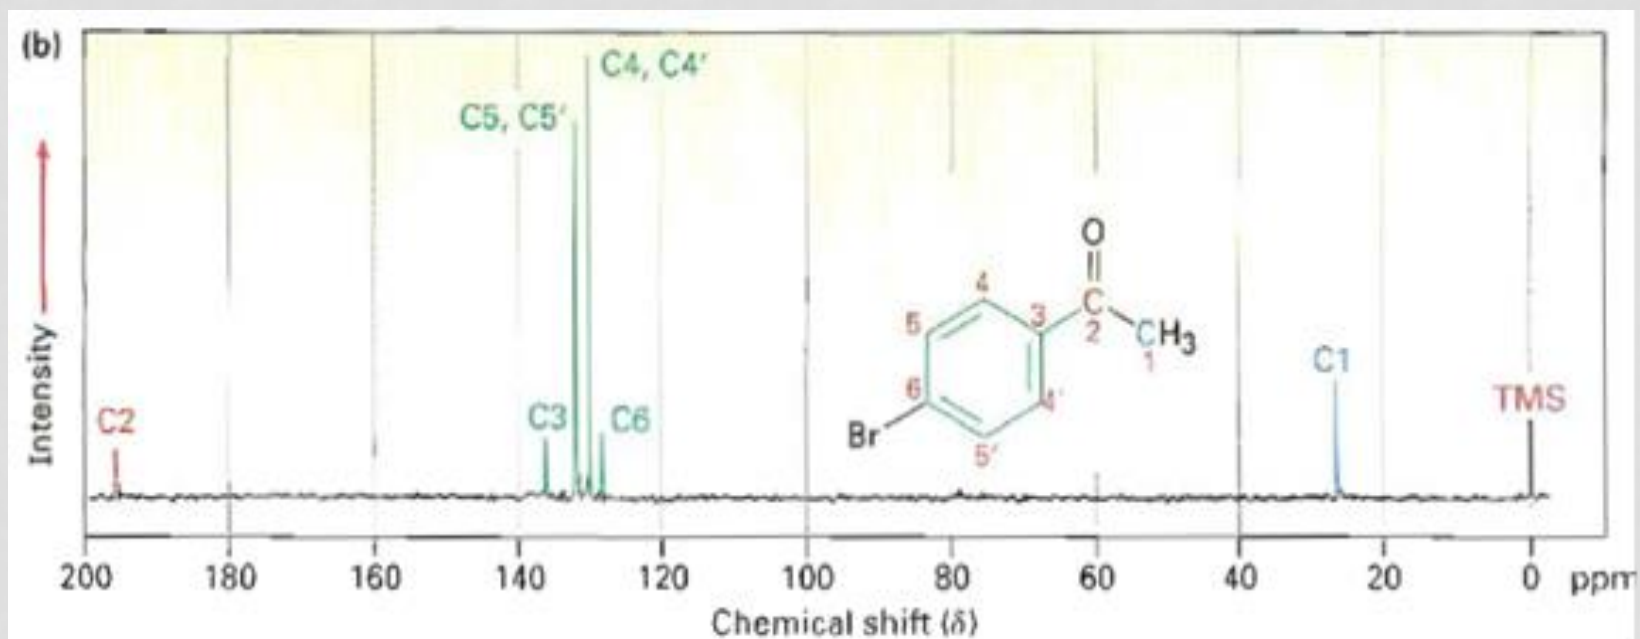 (b)
C4, C4'
C5, C5'
O
4
3
C
5
2
CH3
1
C1
Intensity
6
4'
TMS
C2
C3
C6
Br
5'
200 180 160 140 120 100 80 60 40 20 0 ppm
Chemical shift (δ)